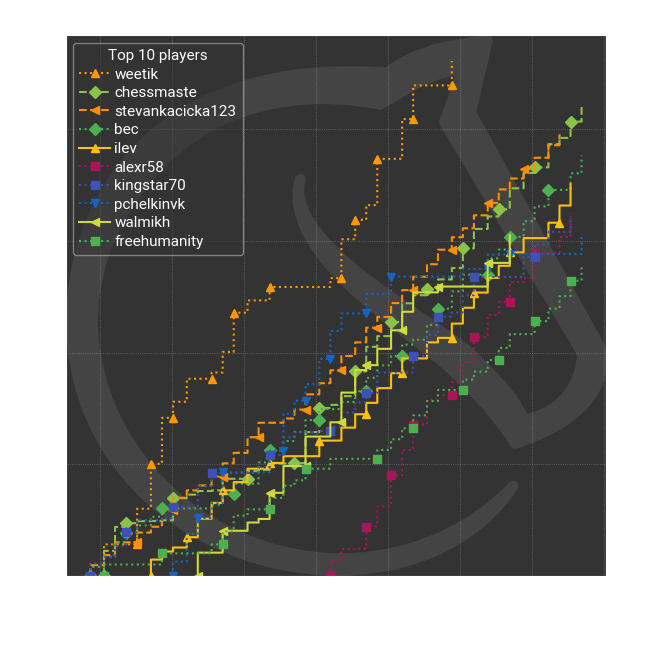 Top 10 players
weetik
chessmaste
stevankacicka123
bec
ilev
alexr58
kingstar70
pchelkinvk
walmikh
freehumanity